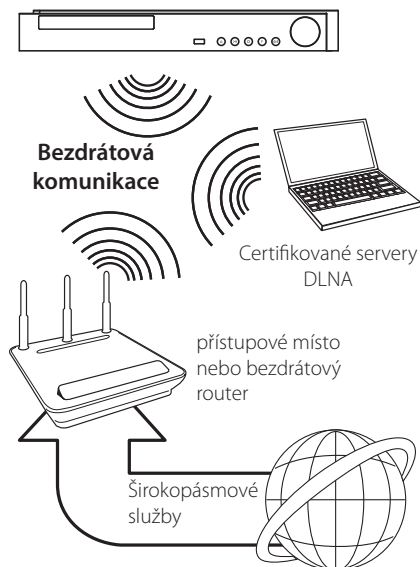 Bezdrátová
komunikace
Certifikované servery
DLNA
přístupové místo
nebo bezdrátový
router
Širokopásmové
služby